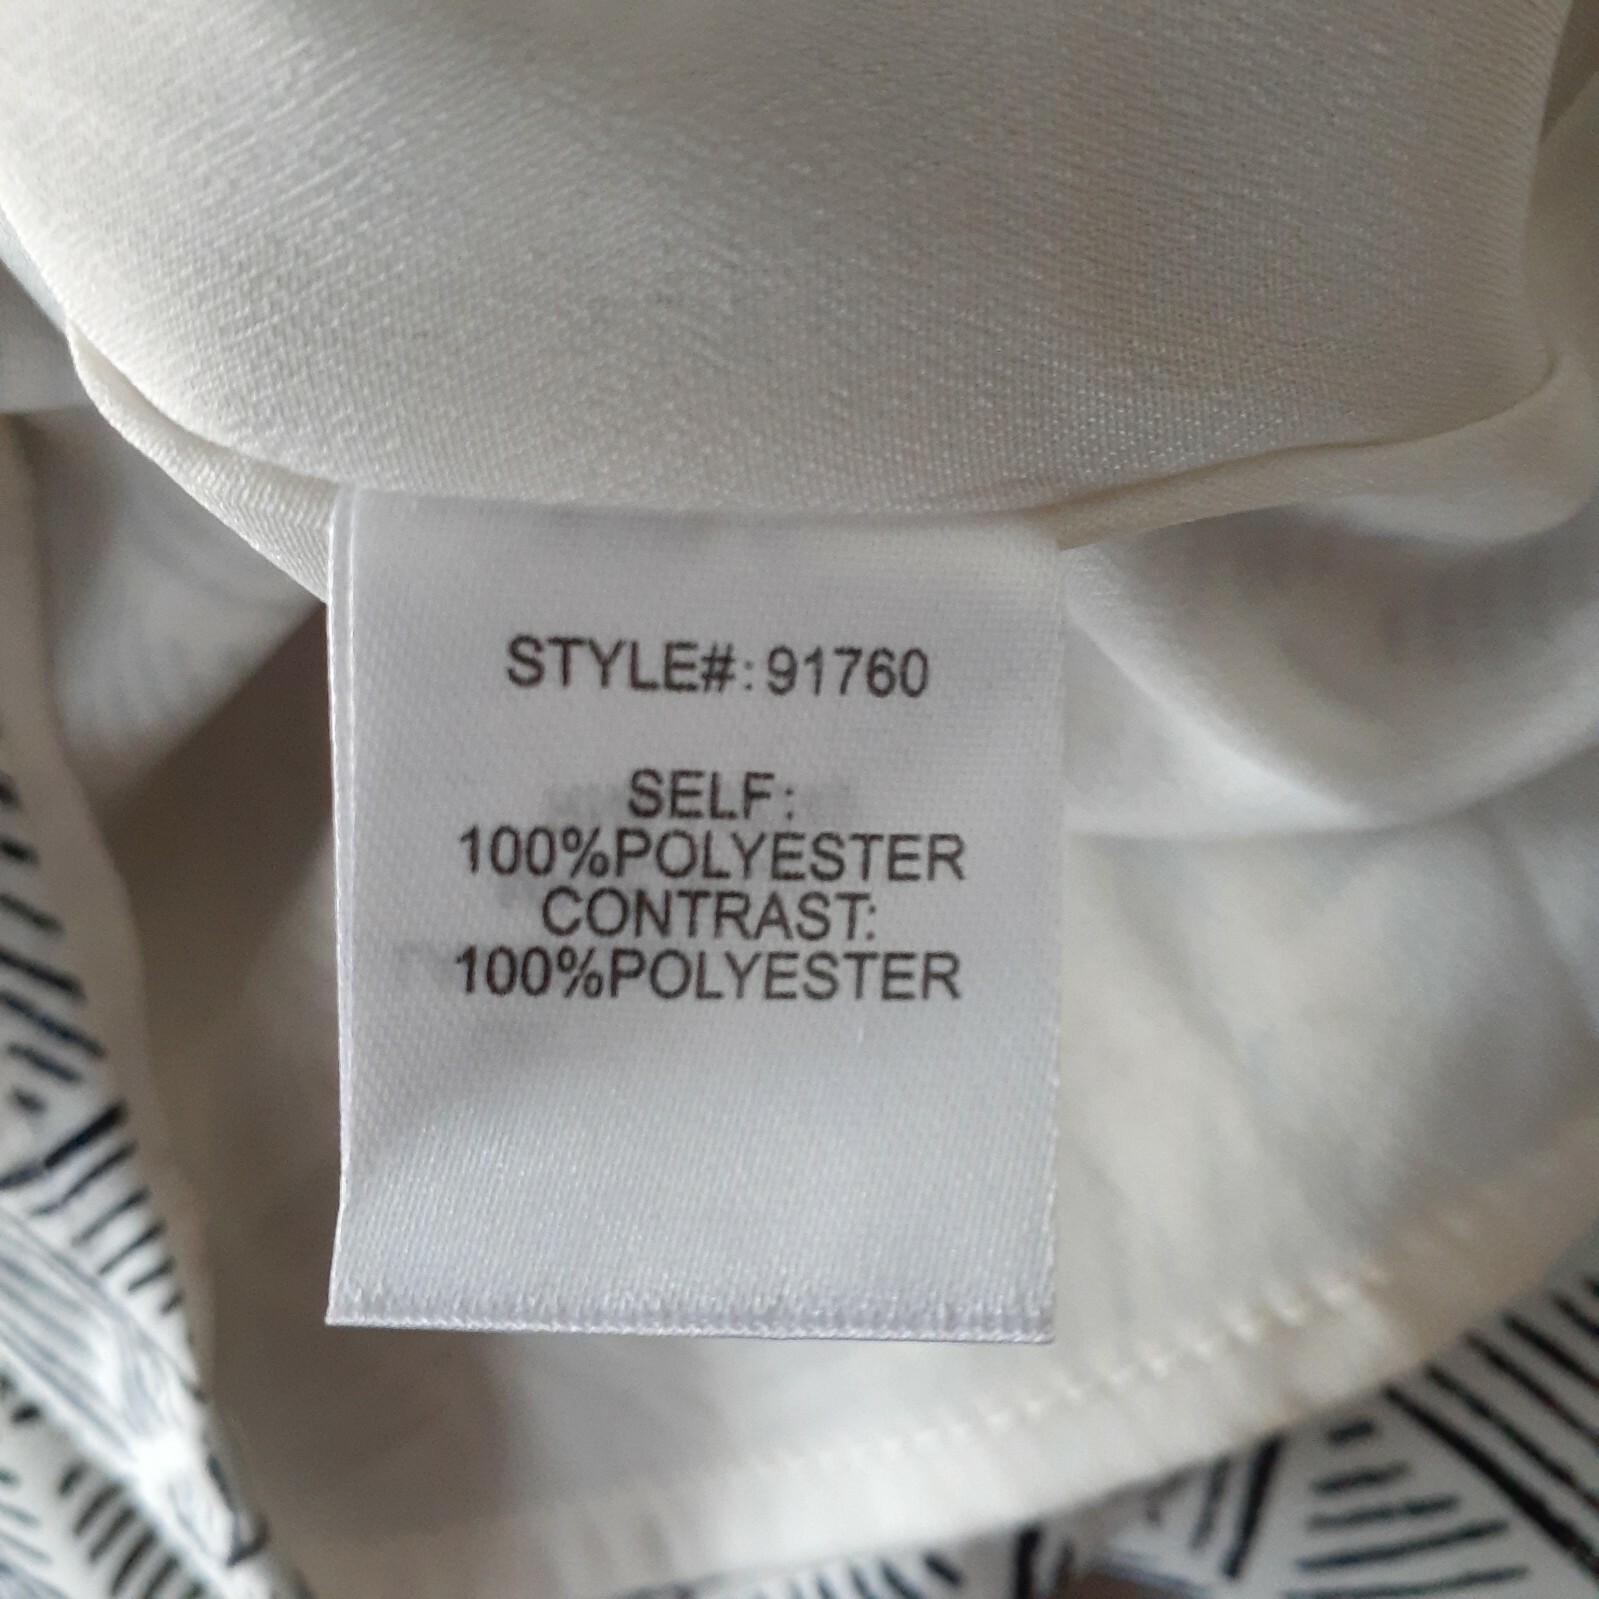 STYLE#: 91760
SELF:
100%POLYESTER
CONTRAST:
100%POLYESTER